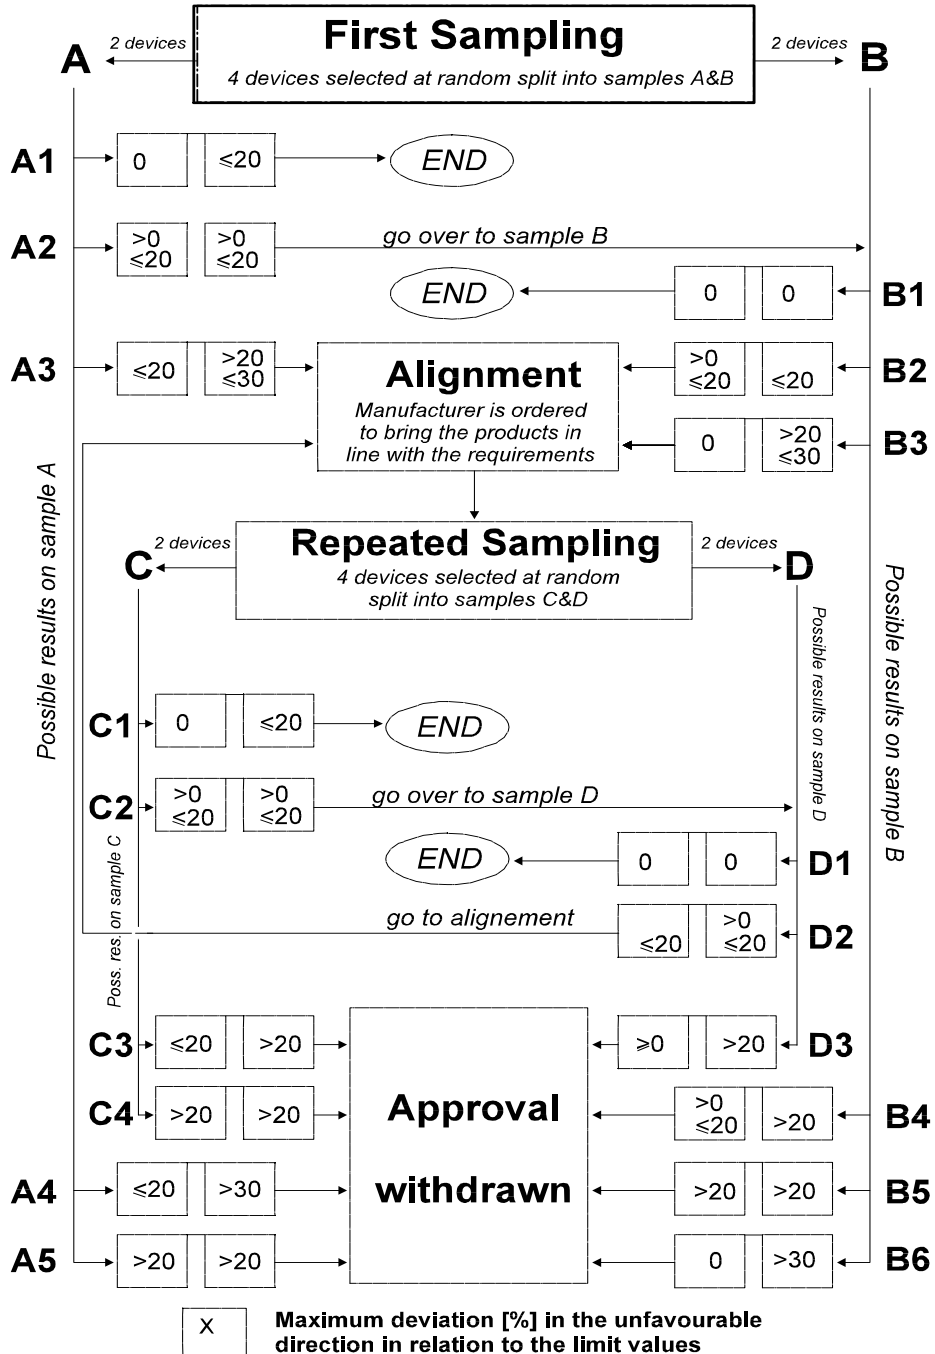 First Sampling
4 devices selected at random split into samples A&B
A
2 devices
2 devices
B
A1
0
≤20
END
A2
>0
≤20
>0
≤20
go over to sample B
END
0
0
B1
A3
≤20
>20
≤30
Alignment
Manufacturer is ordered
to bring the products in
line with the requirements
>0
≤20
≤20
B2
0
>20
≤30
B3
Possible results on sample A
Possible results on sample B
C
2 devices
Repeated Sampling
4 devices selected at random
split into samples C&D
2 devices
D
Possible results on sample D
C1
0
≤20
END
C2
>0
≤20
>0
≤20
go over to sample D
Poss. res. on sample C
END
0
0
D1
go to alignement
≤20
>0
≤20
D2
C3
≤20
>20
≥0
>20
D3
C4
>20
>20
Approval
withdrawn
>0
≤20
>20
B4
A4
≤20
>30
>20
>20
B5
A5
>20
>20
0
>30
B6
X
Maximum deviation [%] in the unfavourable
direction in relation to the limit values